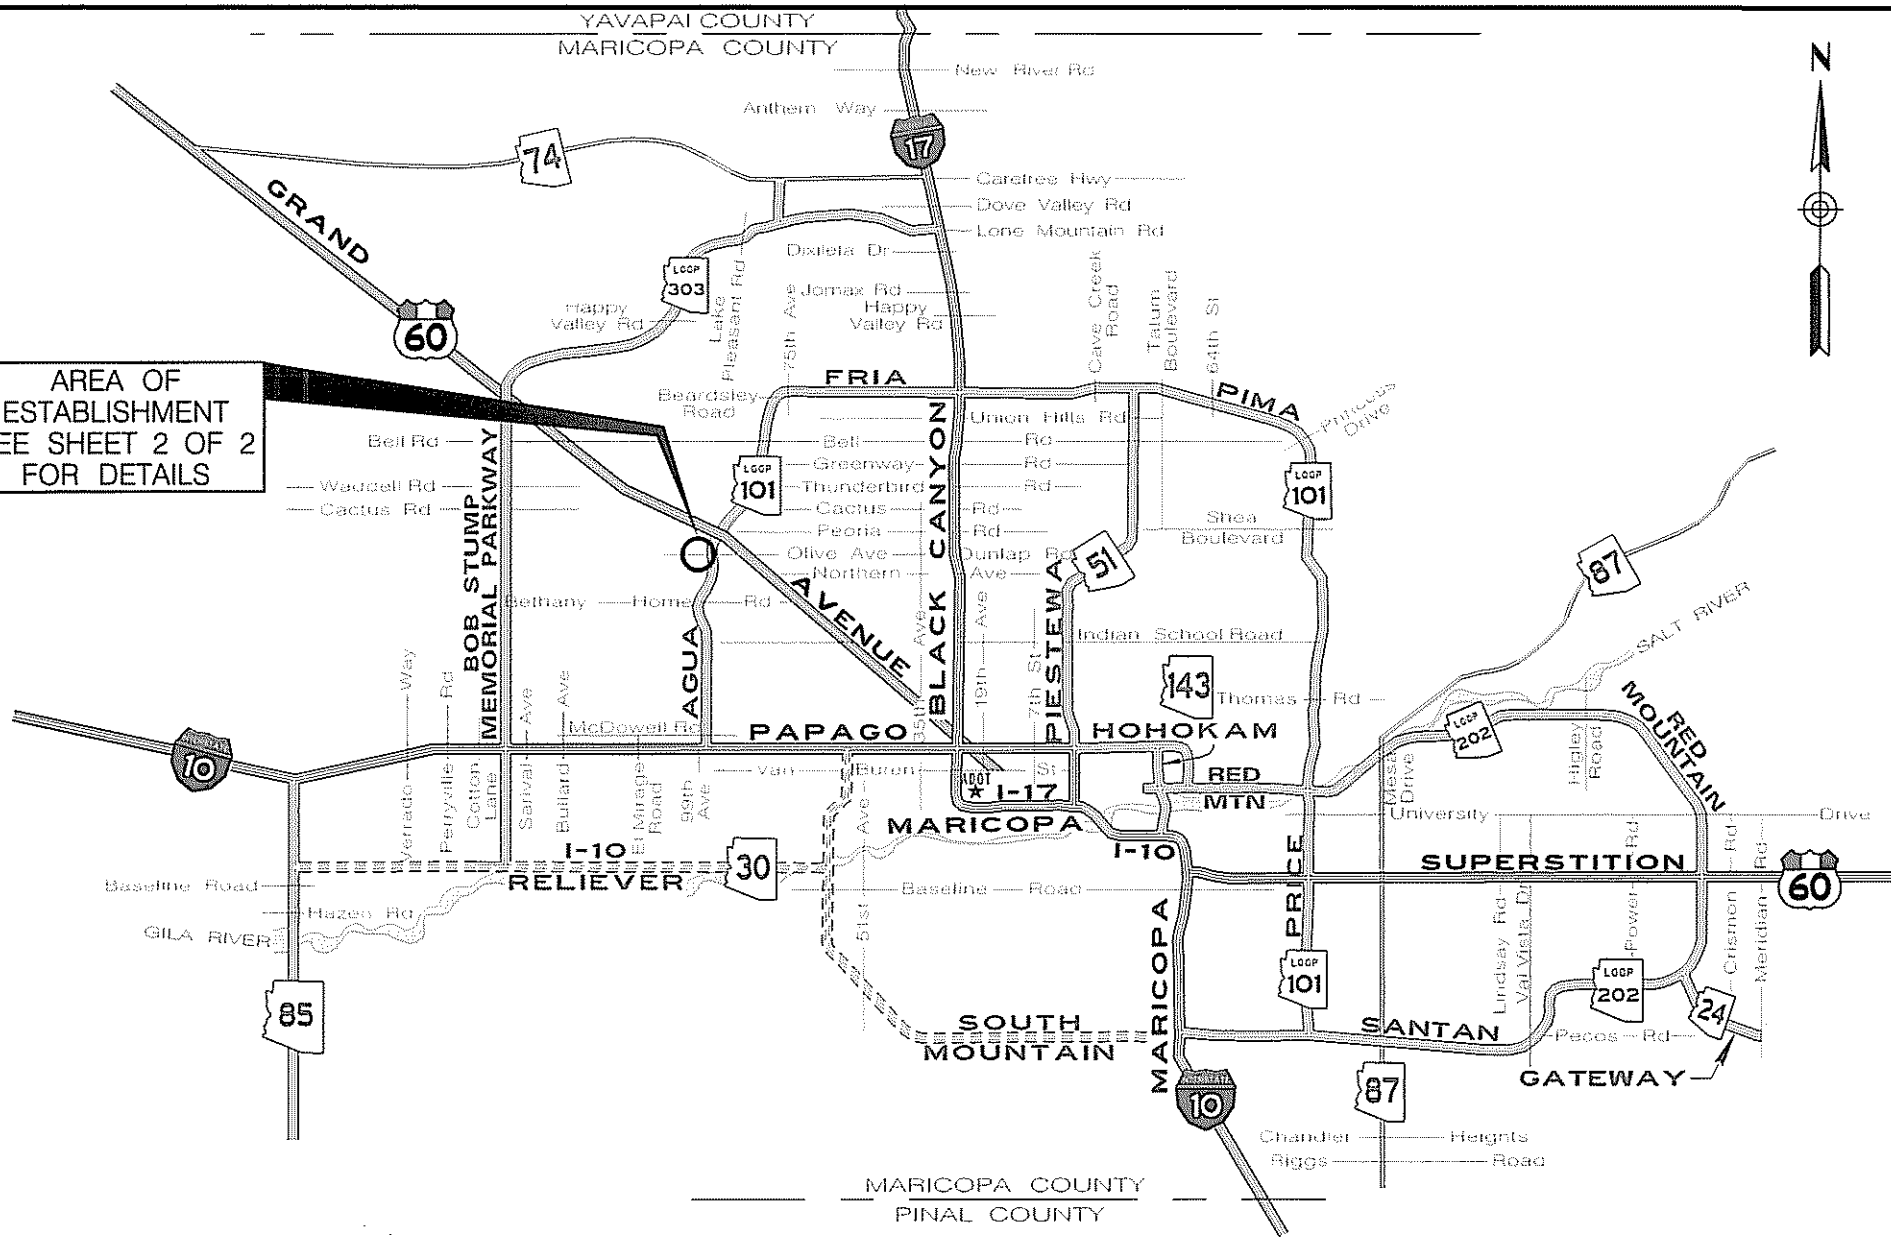 YAVAPAI COUNTY
MARICOPA COUNTY
New River Rd
Anthem Way
N
17
74
Carefree Hwy
Dove Valley Rd
Lone Mountain Rd
GRAND
Dixileta Dr
LOOP
303
Lake
Pleasant Rd
75th Ave
Jomax Rd
Happy
Valley Rd
Happy
Valley Rd
Cave Creek
Road
Tatum
Boulevard
64th St
60
AREA OF
ESTABLISHMENT
EE SHEET 2 OF 2
FOR DETAILS
FRIA
PIMA
Beardsley
Road
Union Hills Rd
Princess
Drive
Bell Rd
Bell Rd
Greenway Rd
LOOP
101
LOOP
101
Waddell Rd
Thunderbird Rd
Cactus Rd
Cactus Rd
Peoria Rd
Shea
Boulevard
BOB STUMP
MEMORIAL PARKWAY
BLACK CANYON
Olive Ave
Dunlap Rd
Northern Ave
51
87
AVENUE
Bethany Home Rd
35th Ave
19th Ave
7th St
PIESTEWA
Indian School Road
SALT RIVER
AGUA
143
Thomas Rd
Verrado Way
Perryville Rd
Cotton
Lane
Sarival Ave
Bullard Ave
El Mirage
Road
99th
Ave
McDowell Rd
PAPAGO
HOHOKAM
LOOP
202
RED
MOUNTAIN
Higley
Road
10
Van Buren St
ADOT
I-17
RED
MTN
Mesa
Drive
MARICOPA
University Drive
51st Ave
I-10
I-10
RELIEVER
30
PRICE
SUPERSTITION
60
Baseline Road
Baseline Road
Hazen Rd
GILA RIVER
MARICOPA
Lindsay Rd
Val Vista Dr
Power Rd
Crismon Rd
Meridian Rd
85
LOOP
101
LOOP
202
24
SOUTH
MOUNTAIN
SANTAN
Pecos Rd
GATEWAY
10
87
Chandler Heights
Riggs Road
MARICOPA COUNTY
PINAL COUNTY